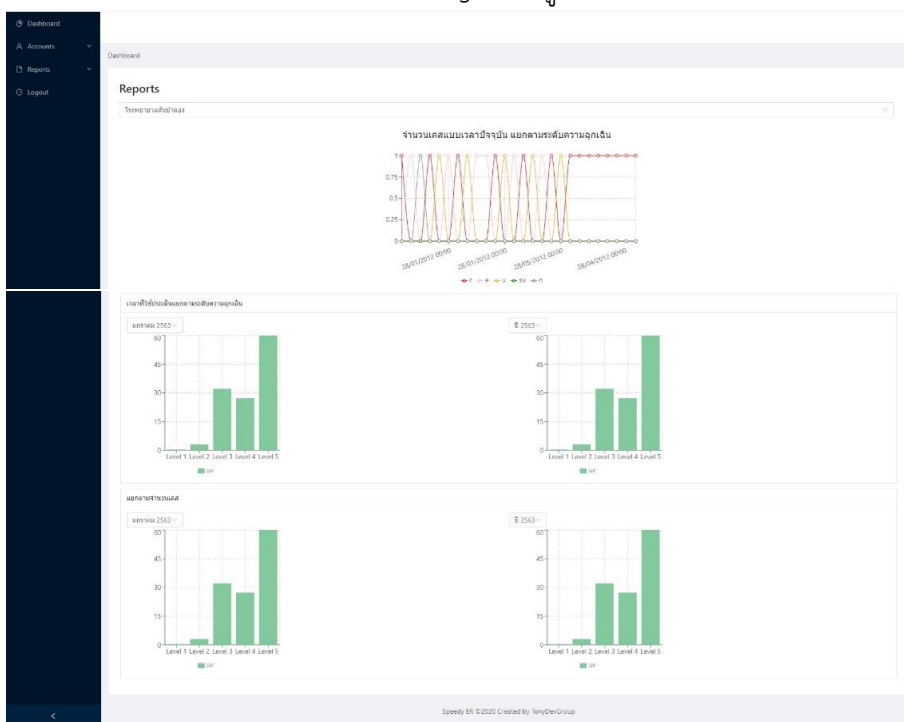 Dashboard
Accounts
Reports
Logout
Dashboard
Reports
โรงพยาบาลสันป่าตอง
จำนวนเคสแบบเวลาปัจจุบัน แยกตามระดับความฉุกเฉิน
1
0.75
0.5
0.25
0
28/01/2012 00:00
28/01/2012 00:00
28/05/2012 00:00
28/04/2012 00:00
r e u su n
เวลาที่ใช้ประเมินแยกตามระดับความฉุกเฉิน
มกราคม 2563
ปี 2563
60
45
30
15
0
Level 1 Level 2 Level 3 Level 4 Level 5
uv
60
45
30
15
0
Level 1 Level 2 Level 3 Level 4 Level 5
uv
แยกตามจำนวนเคส
มกราคม 2563
ปี 2563
60
45
30
15
0
Level 1 Level 2 Level 3 Level 4 Level 5
uv
60
45
30
15
0
Level 1 Level 2 Level 3 Level 4 Level 5
uv
Speedy ER ©2020 Created by TonyDevGroup